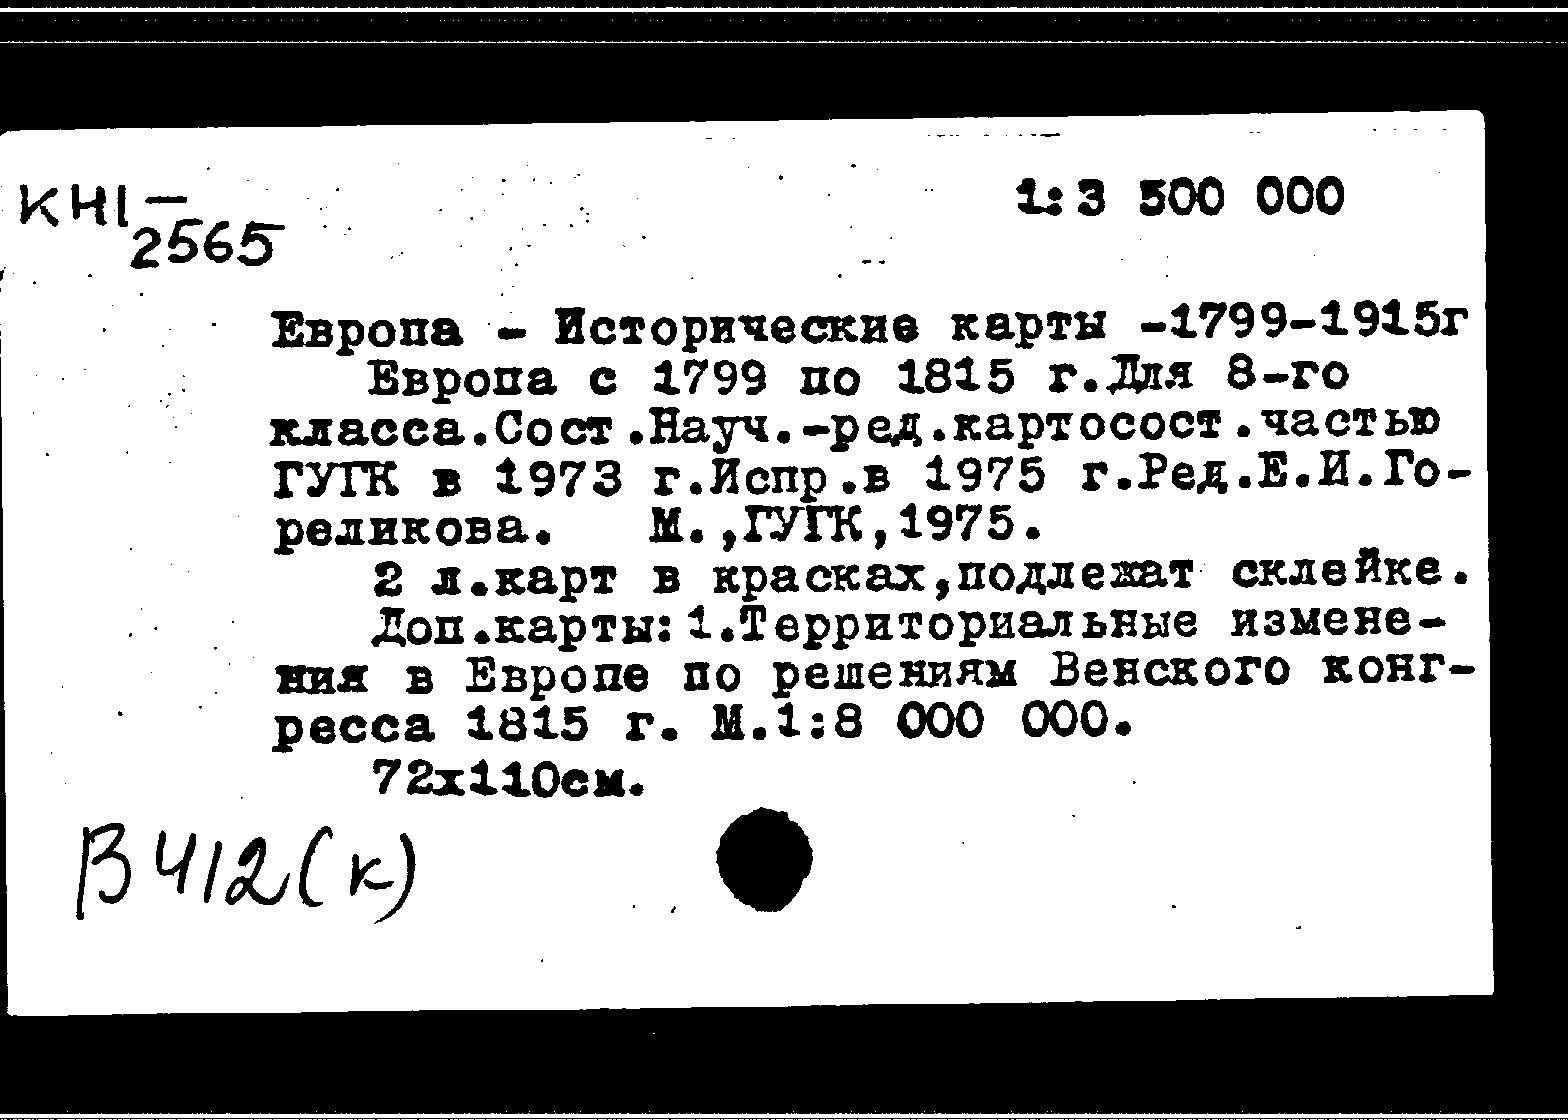 КН1-
2565
1:3 500 000
Европа - Исторические карты -1799-1915г
Европа с 1799 по 1815 г.Для 8-го
класса.Сост.Науч.-ред.картосост.частью
ГУГК в 1973 г.Испр.в 1975 г.Ред.Е.И.Го-
реликова. М.,ГУГК,1975.
2 л.карт в красках,подлежат склейке.
Доп.карты:1.Территориальные измене-
ния в Европе по решениям Венского конг-
ресса 1815 г. М.1:8 000 000.
72х110см.
В 412(к)